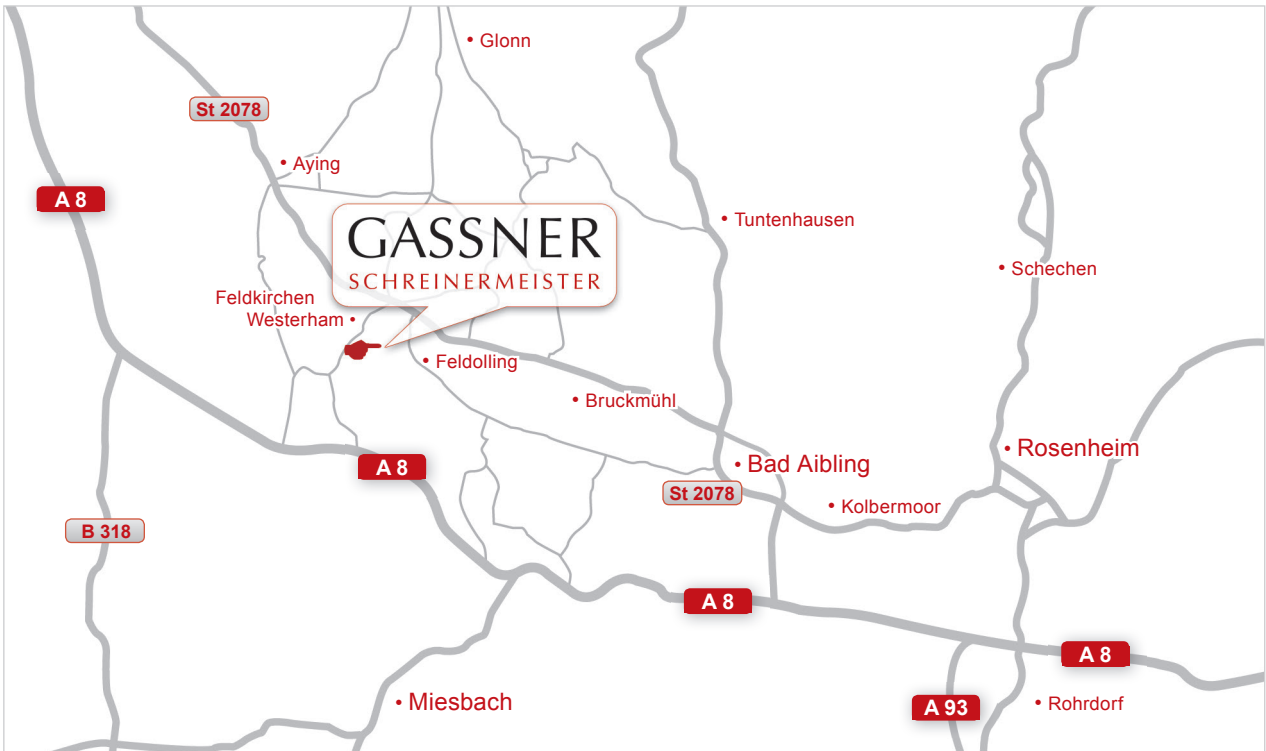 • Glonn
St 2078
• Aying
A 8
GASSNER
SCHREINERMEISTER
• Tuntenhausen
• Schechen
Feldkirchen
Westerham •
• Feldolling
• Bruckmühl
• Rosenheim
A 8
• Bad Aibling
St 2078
• Kolbermoor
B 318
A 8
A 8
• Miesbach
A 93
• Rohrdorf